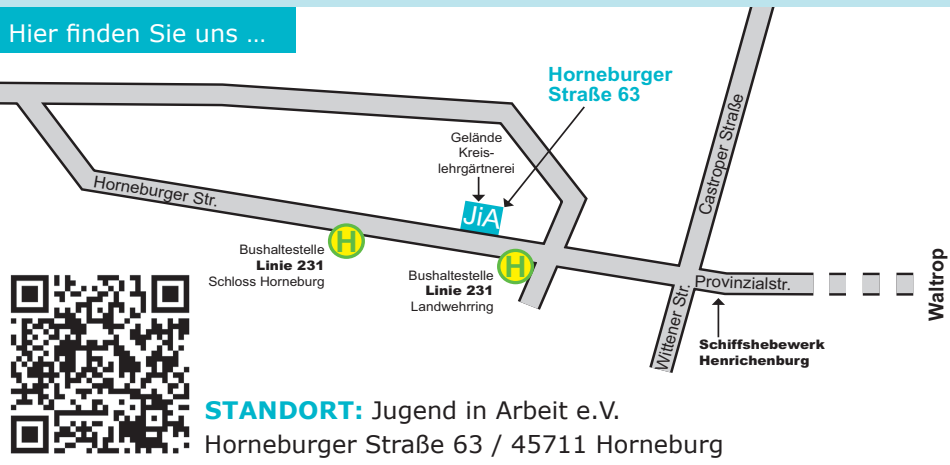 Hier finden Sie uns ...
Horneburger
Straße 63
Gelände
Kreis-
lehrgärtnerei
JiA
Castroper Straße
Horneburger Str.
H
Bushaltestelle
Linie 231
Schloss Horneburg
H
Bushaltestelle
Linie 231
Landwehrring
Wittener Str.
Provinzialstr.
Waltrop
Schiffshebewerk
Henrichenburg
STANDORT: Jugend in Arbeit e.V.
Horneburger Straße 63 / 45711 Horneburg